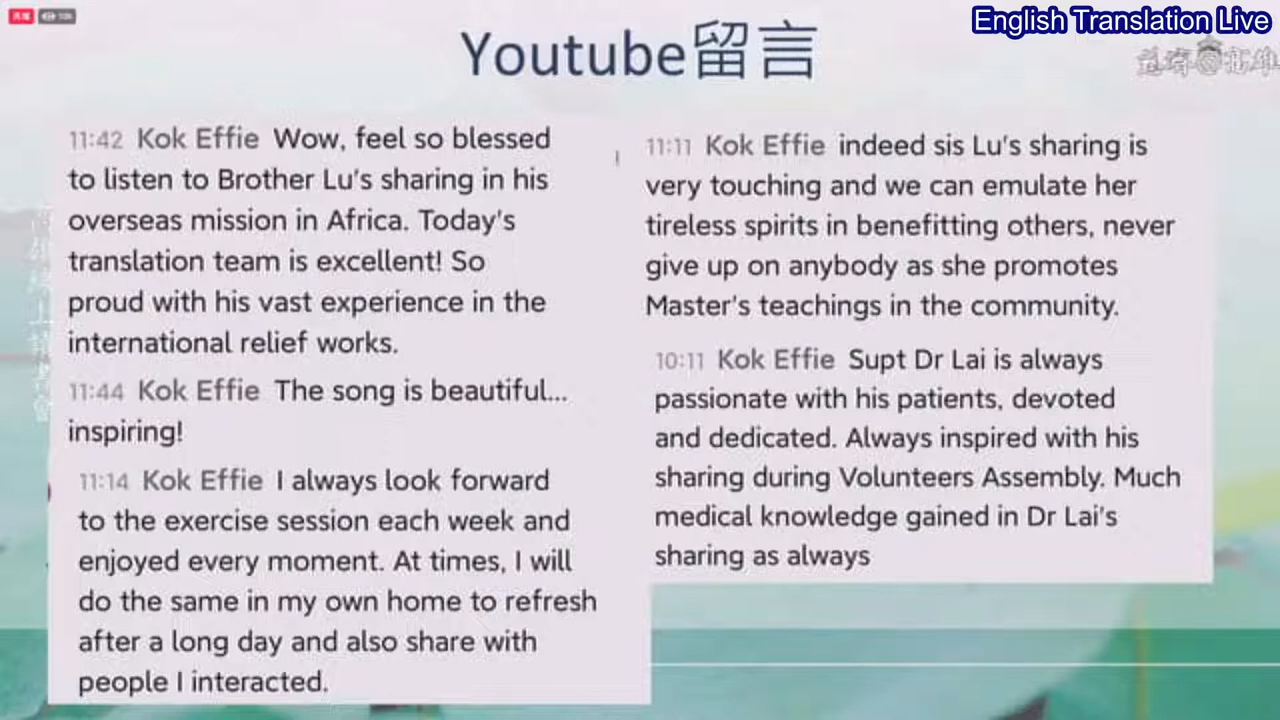 English Translation Live
Youtube留言
11:42 Kok Effie Wow, feel so blessed
to listen to Brother Lu's sharing in his
overseas mission in Africa. Today's
translation team is excellent! So
proud with his vast experience in the
international relief works.
11:44 Kok Effie The song is beautiful...
inspiring!
11:14 Kok Effie I always look forward
to the exercise session each week and
enjoyed every moment. At times, I will
do the same in my own home to refresh
after a long day and also share with
people I interacted.
11:11 Kok Effie indeed sis Lu's sharing is
very touching and we can emulate her
tireless spirits in benefitting others, never
give up on anybody as she promotes
Master's teachings in the community.
10:11 Kok Effie Supt Dr Lai is always
passionate with his patients, devoted
and dedicated. Always inspired with his
sharing during Volunteers Assembly. Much
medical knowledge gained in Dr Lai's
sharing as always